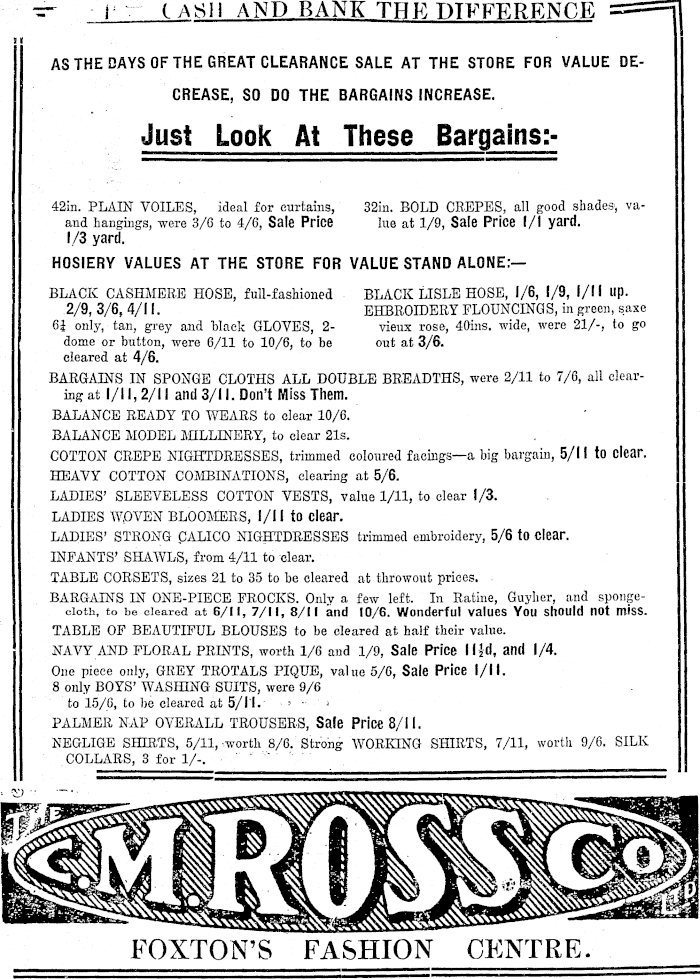 CASH AND BANK THE DIFFERENCE
AS THE DAYS OF THE GREAT CLEARANCE SALE AT THE STORE FOR VALUE DE-
CREASE, SO DO THE BARGAINS INCREASE.
Just Look At These Bargains:-
42in. PLAIN VOILES, ideal for curtains,
and hangings, were 3/6 to 4/6, Sale Price
1/3 yard.
32in. BOLD CREPES, all good shades, va-
lue at 1/9, Sale Price 1/1 yard.
HOSIERY VALUES AT THE STORE FOR VALUE STAND ALONE:—
BLACK CASHMERE HOSE, full-fashioned
2/9, 3/6, 4/11.
6¼ only, tan, grey and black GLOVES, 2-
dome or button, were 6/11 to 10/6, to be
cleared at 4/6.
BLACK LISLE HOSE, 1/6, 1/9, 1/11 up.
EHBROIDERY FLOUNCINGS, in green, saxe
vieux rose, 40ins. wide, were 21/-, to go
out at 3/6.
BARGAINS IN SPONGE CLOTHS ALL DOUBLE BREADTHS, were 2/11 to 7/6, all clear-
ing at 1/11, 2/11 and 3/11. Don't Miss Them.
BALANCE READY TO WEARS to clear 10/6.
BALANCE MODEL MILLINERY, to clear 21s.
COTTON CREPE NIGHTDRESSES, trimmed coloured facings—a big bargain, 5/11 to clear.
HEAVY COTTON COMBINATIONS, clearing at 5/6.
LADIES' SLEEVELESS COTTON VESTS, value 1/11, to clear 1/3.
LADIES WOVEN BLOOMERS, 1/11 to clear.
LADIES' STRONG CALICO NIGHTDRESSES trimmed embroidery, 5/6 to clear.
INFANTS' SHAWLS, from 4/11 to clear.
TABLE CORSETS, sizes 21 to 35 to be cleared at throwout prices.
BARGAINS IN ONE-PIECE FROCKS. Only a few left. In Ratine, Guyher, and sponge-
cloth, to be cleared at 6/11, 7/11, 8/11 and 10/6. Wonderful values You should not miss.
TABLE OF BEAUTIFUL BLOUSES to be cleared at half their value.
NAVY AND FLORAL PRINTS, worth 1/6 and 1/9, Sale Price 11½d, and 1/4.
One piece only, GREY TROTALS PIQUE, value 5/6, Sale Price 1/11.
8 only BOYS' WASHING SUITS, were 9/6
to 15/6, to be cleared at 5/11.
PALMER NAP OVERALL TROUSERS, Sale Price 8/11.
NEGLIGE SHIRTS, 5/11, worth 8/6. Strong WORKING SHIRTS, 7/11, worth 9/6. SILK
COLLARS, 3 for 1/-.
THE
C.M. ROSS Co
LTD
FOXTON'S FASHION CENTRE.